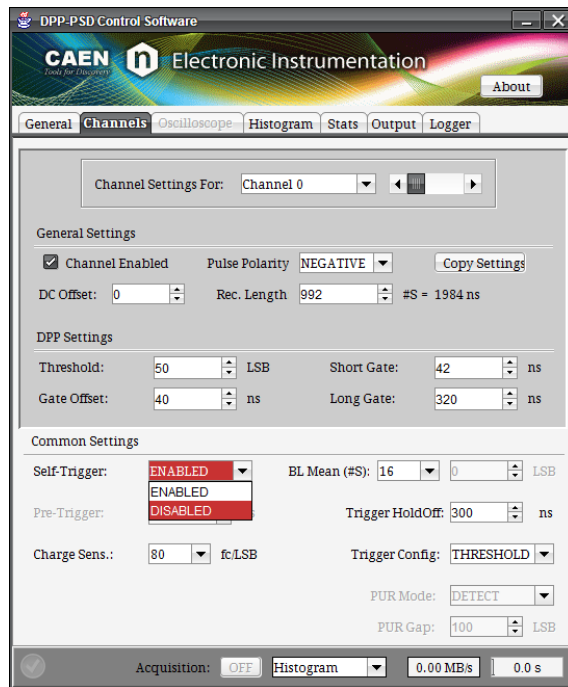 DPP-PSD Control Software
CAEN n Electronic Instrumentation
Tools for Discovery
About
General Channels Oscilloscope Histogram Stats Output Logger
Channel Settings For: Channel 0
General Settings
Channel Enabled Pulse Polarity NEGATIVE Copy Settings
DC Offset: 0 Rec. Length 992 #S = 1984 ns
DPP Settings
Threshold: 50 LSB Short Gate: 42 ns
Gate Offset: 40 ns Long Gate: 320 ns
Common Settings
Self-Trigger: ENABLED BL Mean (#S): 16 0 LSB
ENABLED
Pre-Trigger: DISABLED Trigger HoldOff: 300 ns
Charge Sens.: 80 fc/LSB Trigger Config: THRESHOLD
PUR Mode: DETECT
PUR Gap: 100 LSB
Acquisition: OFF Histogram 0.00 MB/s 0.0 s